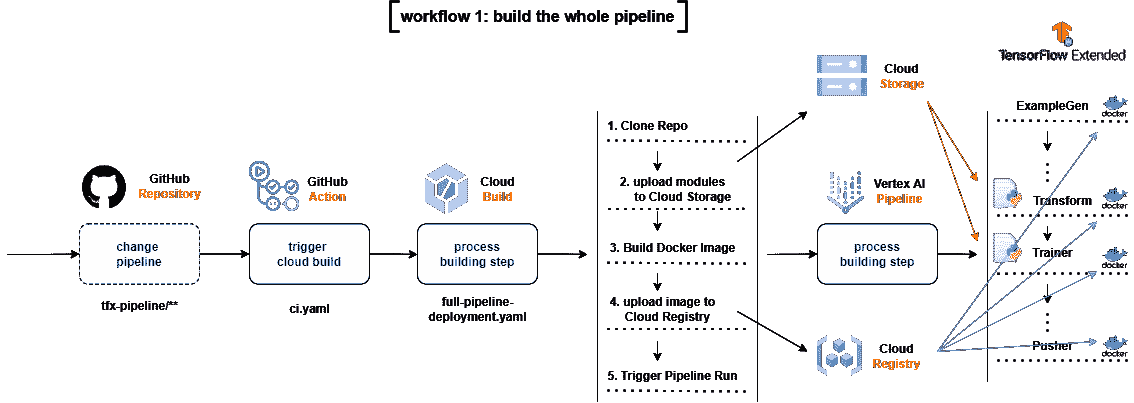 workflow 1: build the whole pipeline
GitHub
Repository
change
pipeline
tfx-pipeline/**
GitHub
Action
trigger
cloud build
ci.yaml
Cloud
Build
process
building step
full-pipeline-
deployment.yaml
1. Clone Repo
2. upload modules
to Cloud Storage
3. Build Docker Image
4. upload image to
Cloud Registry
5. Trigger Pipeline Run
Cloud
Storage
Vertex AI
Pipeline
process
building step
Cloud
Registry
TensorFlow Extended
ExampleGen
docker
Transform
docker
Trainer
docker
Pusher
docker